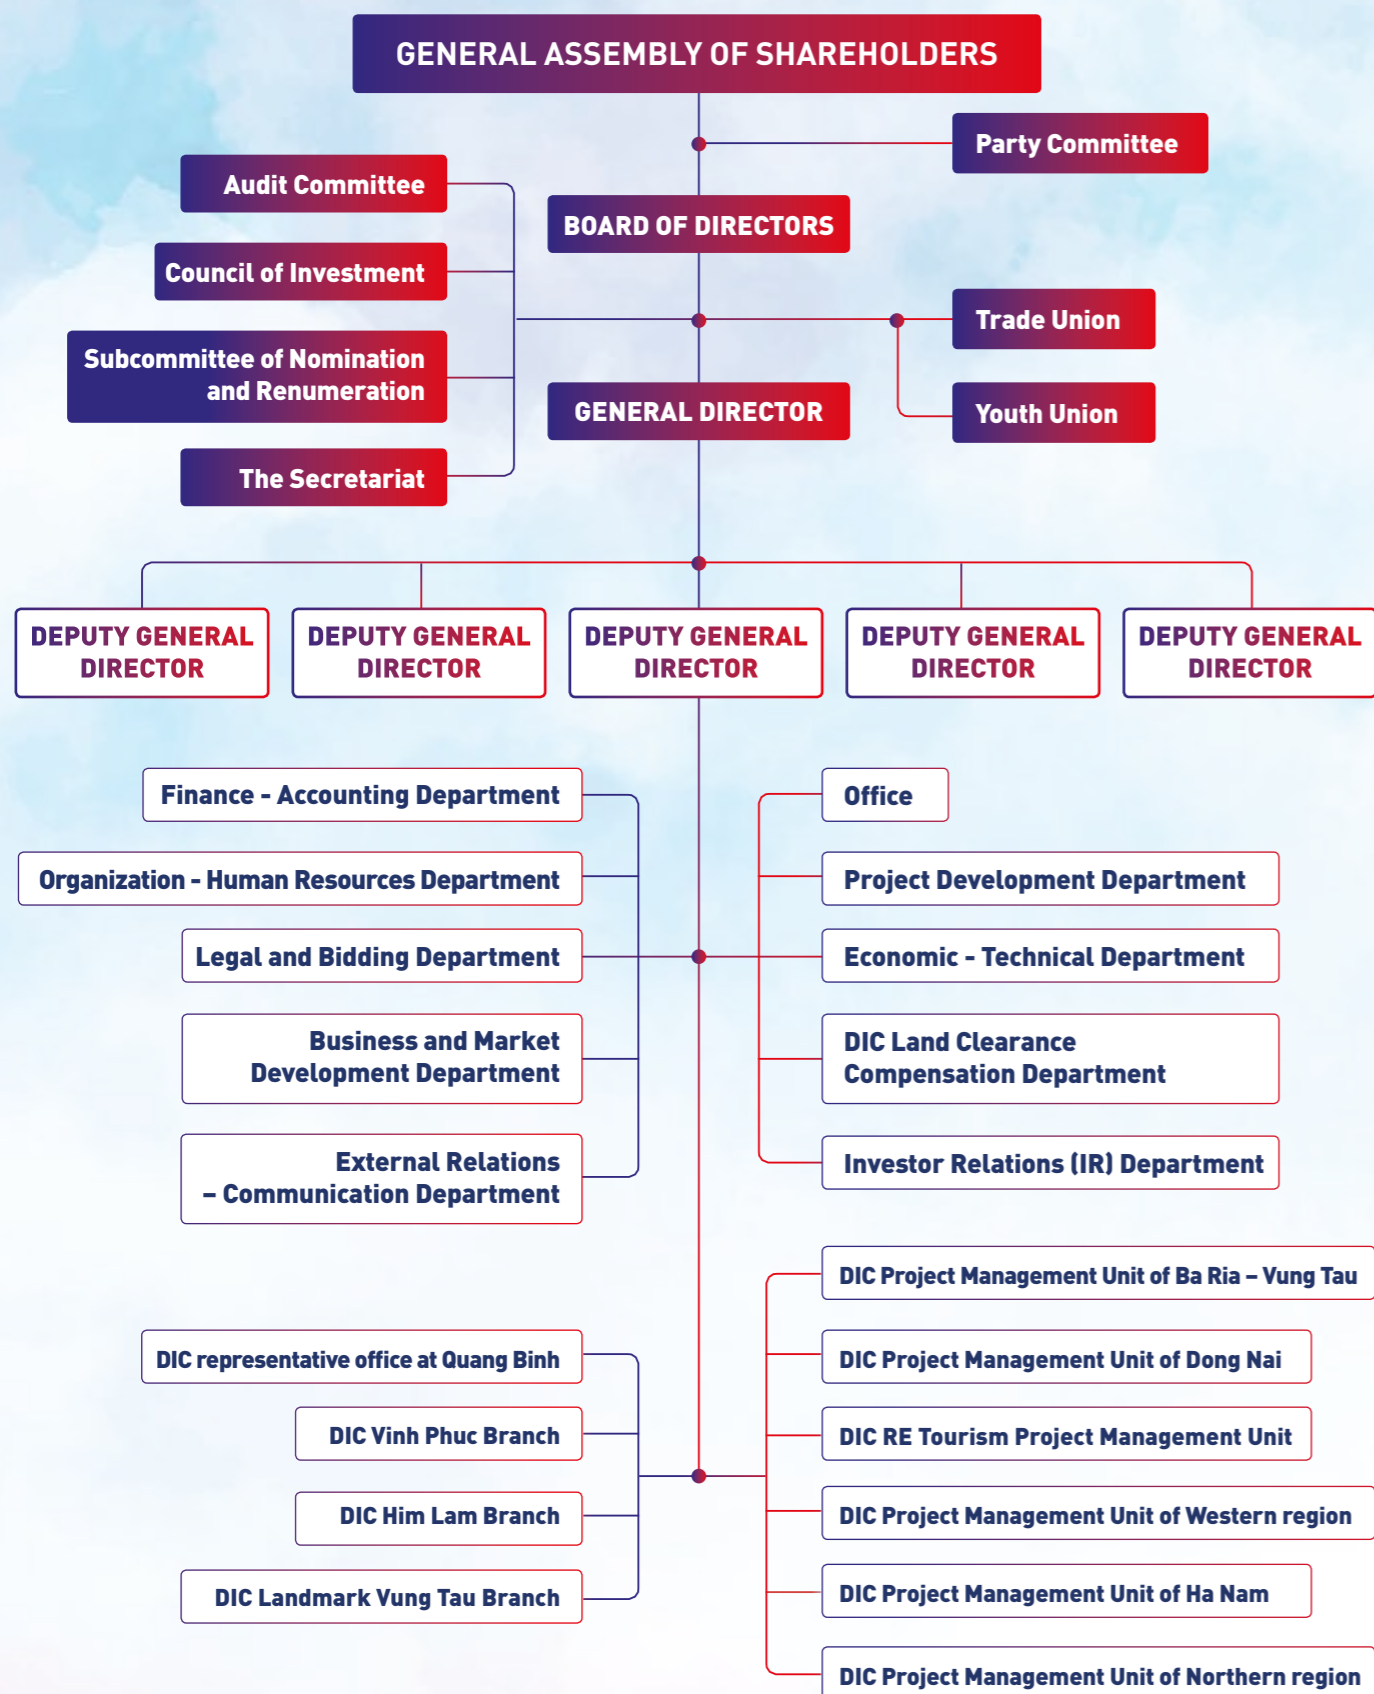 GENERAL ASSEMBLY OF SHAREHOLDERS
Party Committee
Audit Committee
BOARD OF DIRECTORS
Council of Investment
Trade Union
Subcommittee of Nomination
and Renumeration
GENERAL DIRECTOR
Youth Union
The Secretariat
DEPUTY GENERAL
DIRECTOR
DEPUTY GENERAL
DIRECTOR
DEPUTY GENERAL
DIRECTOR
DEPUTY GENERAL
DIRECTOR
DEPUTY GENERAL
DIRECTOR
Finance - Accounting Department
Organization - Human Resources Department
Legal and Bidding Department
Business and Market
Development Department
External Relations
– Communication Department
Office
Project Development Department
Economic - Technical Department
DIC Land Clearance
Compensation Department
Investor Relations (IR) Department
DIC representative office at Quang Binh
DIC Vinh Phuc Branch
DIC Him Lam Branch
DIC Landmark Vung Tau Branch
DIC Project Management Unit of Ba Ria – Vung Tau
DIC Project Management Unit of Dong Nai
DIC RE Tourism Project Management Unit
DIC Project Management Unit of Western region
DIC Project Management Unit of Ha Nam
DIC Project Management Unit of Northern region